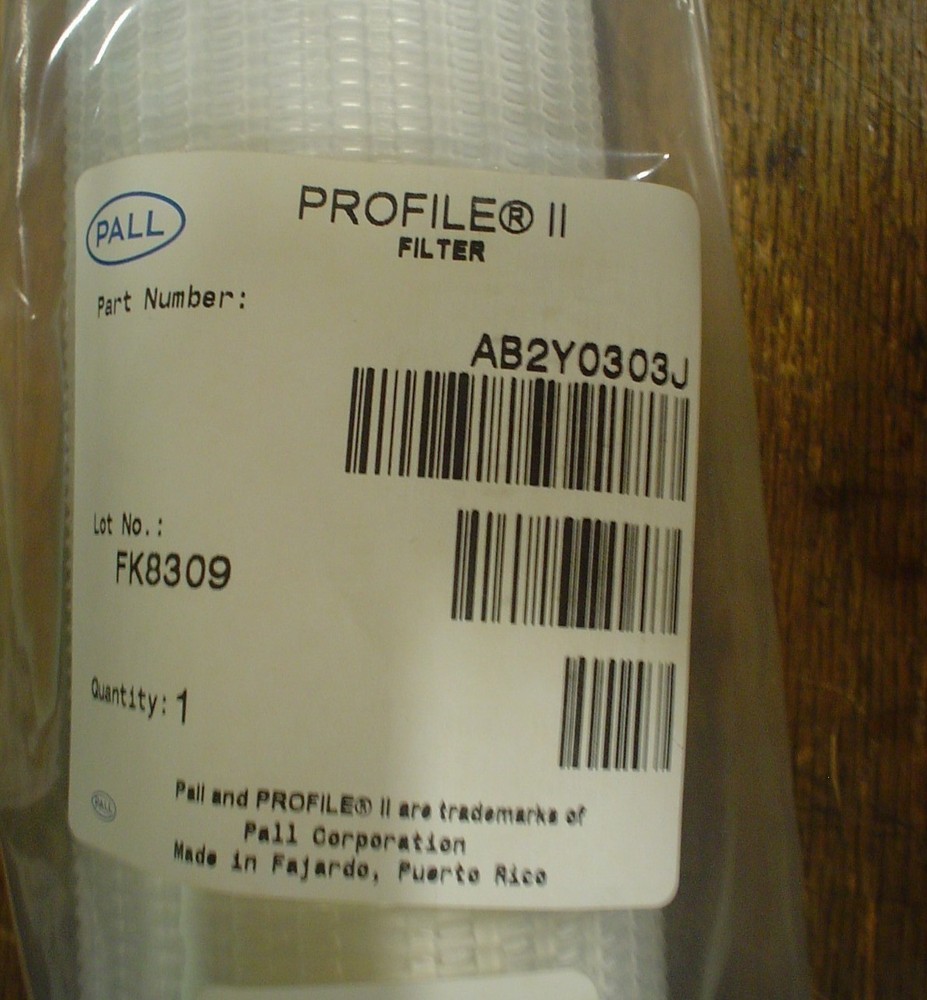 PALL
PROFILE® II
FILTER
Part Number:
AB2Y0303J
Lot No.:
FK8309
Quantity: 1
PALL
Pall and PROFILE® II are trademarks of
Pall Corporation
Made in Fajardo, Puerto Rico